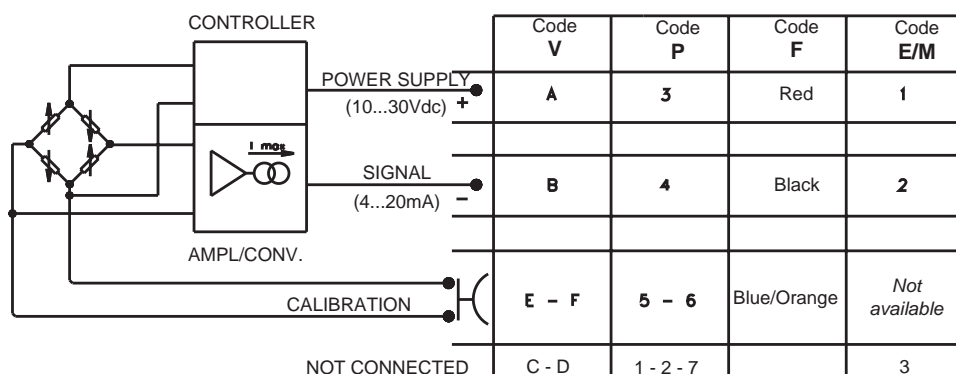 CONTROLLER
Code Code Code Code
V P F E/M
POWER SUPPLY
(10...30Vdc) +
A 3 Red 1
I max
SIGNAL
(4...20mA) –
B 4 Black 2
AMPL/CONV.
CALIBRATION
E – F 5 – 6 Blue/Orange Not available
NOT CONNECTED C - D 1 - 2 - 7 3